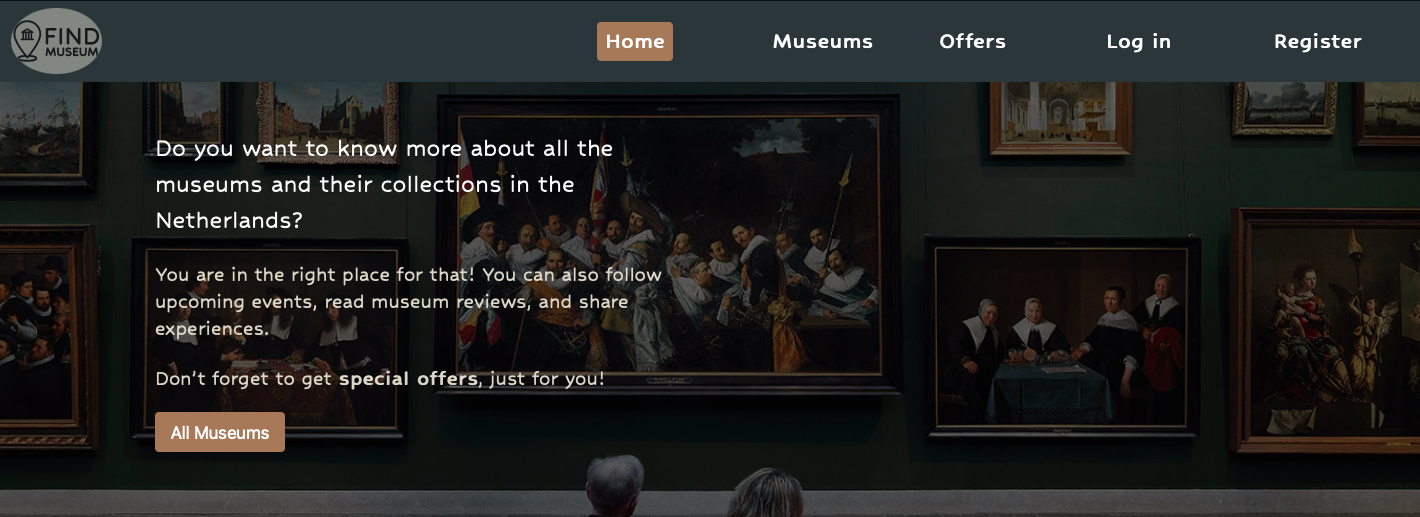 FIND
MUSEUM
Home Museums Offers Log in Register
Do you want to know more about all the
museums and their collections in the
Netherlands?
You are in the right place for that! You can also follow
upcoming events, read museum reviews, and share
experiences.
Don't forget to get special offers, just for you!
All Museums